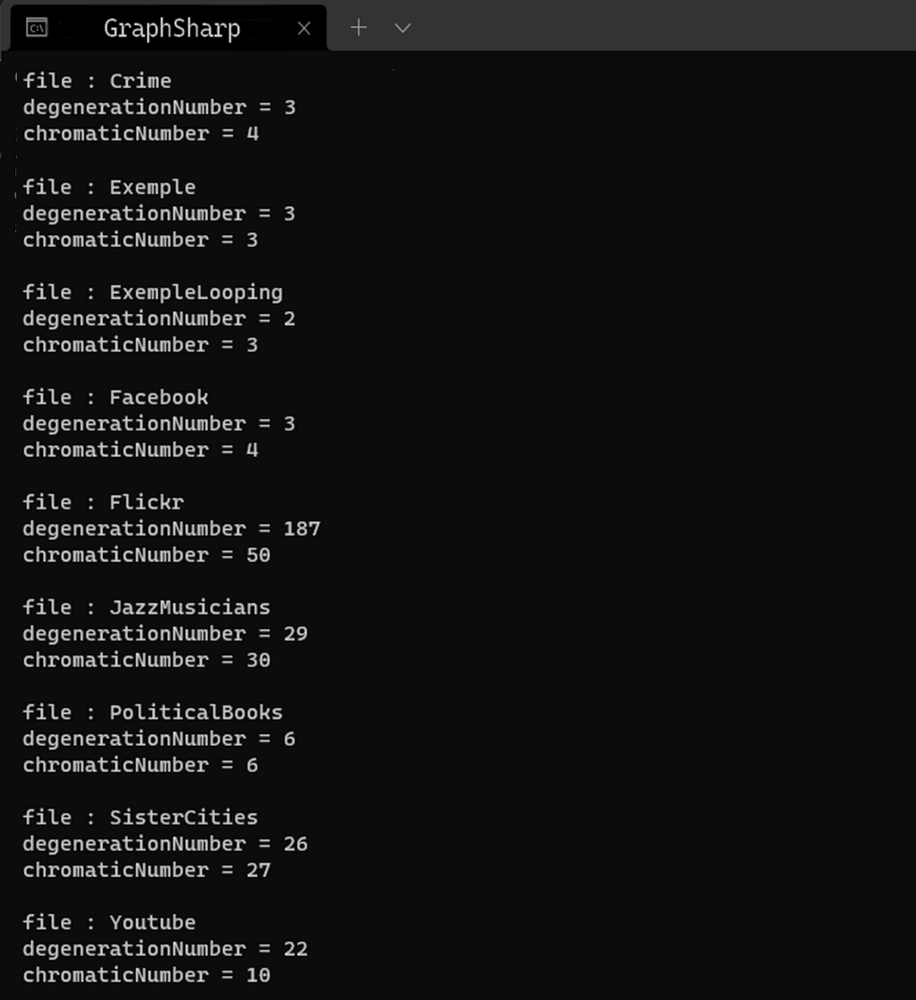 GraphSharp
file : Crime
degenerationNumber = 3
chromaticNumber = 4
file : Exemple
degenerationNumber = 3
chromaticNumber = 3
file : ExempleLooping
degenerationNumber = 2
chromaticNumber = 3
file : Facebook
degenerationNumber = 3
chromaticNumber = 4
file : Flickr
degenerationNumber = 187
chromaticNumber = 50
file : JazzMusicians
degenerationNumber = 29
chromaticNumber = 30
file : PoliticalBooks
degenerationNumber = 6
chromaticNumber = 6
file : SisterCities
degenerationNumber = 26
chromaticNumber = 27
file : Youtube
degenerationNumber = 22
chromaticNumber = 10